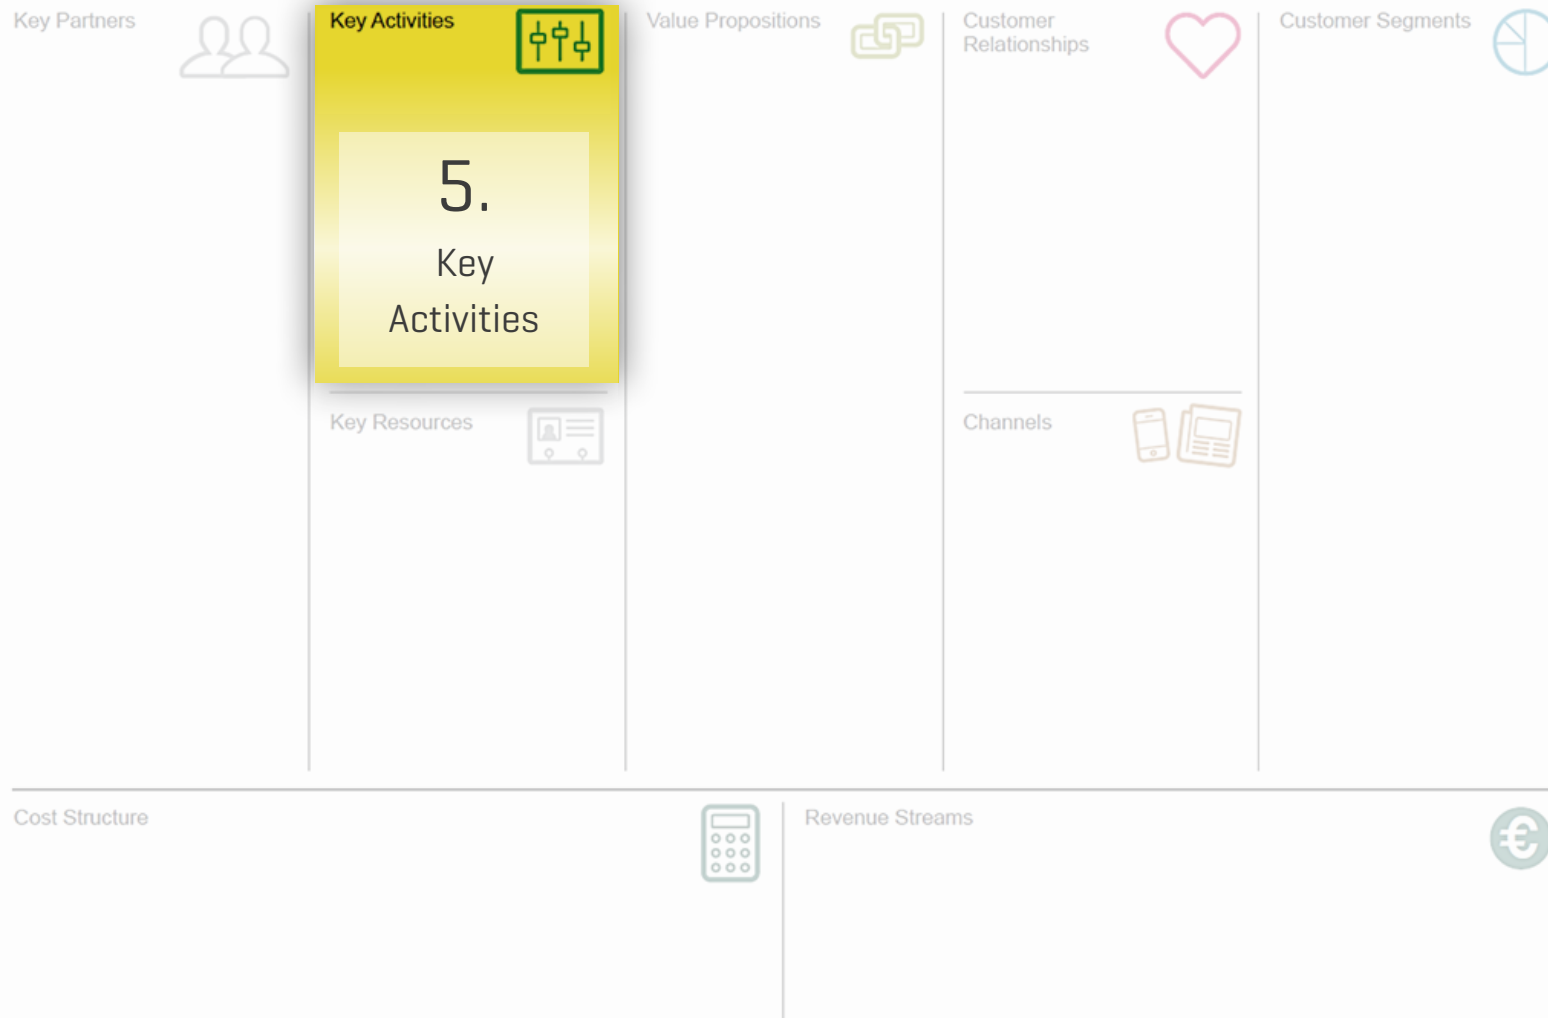 Key Partners
Key Activities
Value Propositions
Customer
Relationships
Customer Segments
5.
Key
Activities
Key Resources
Channels
Cost Structure
Revenue Streams
€